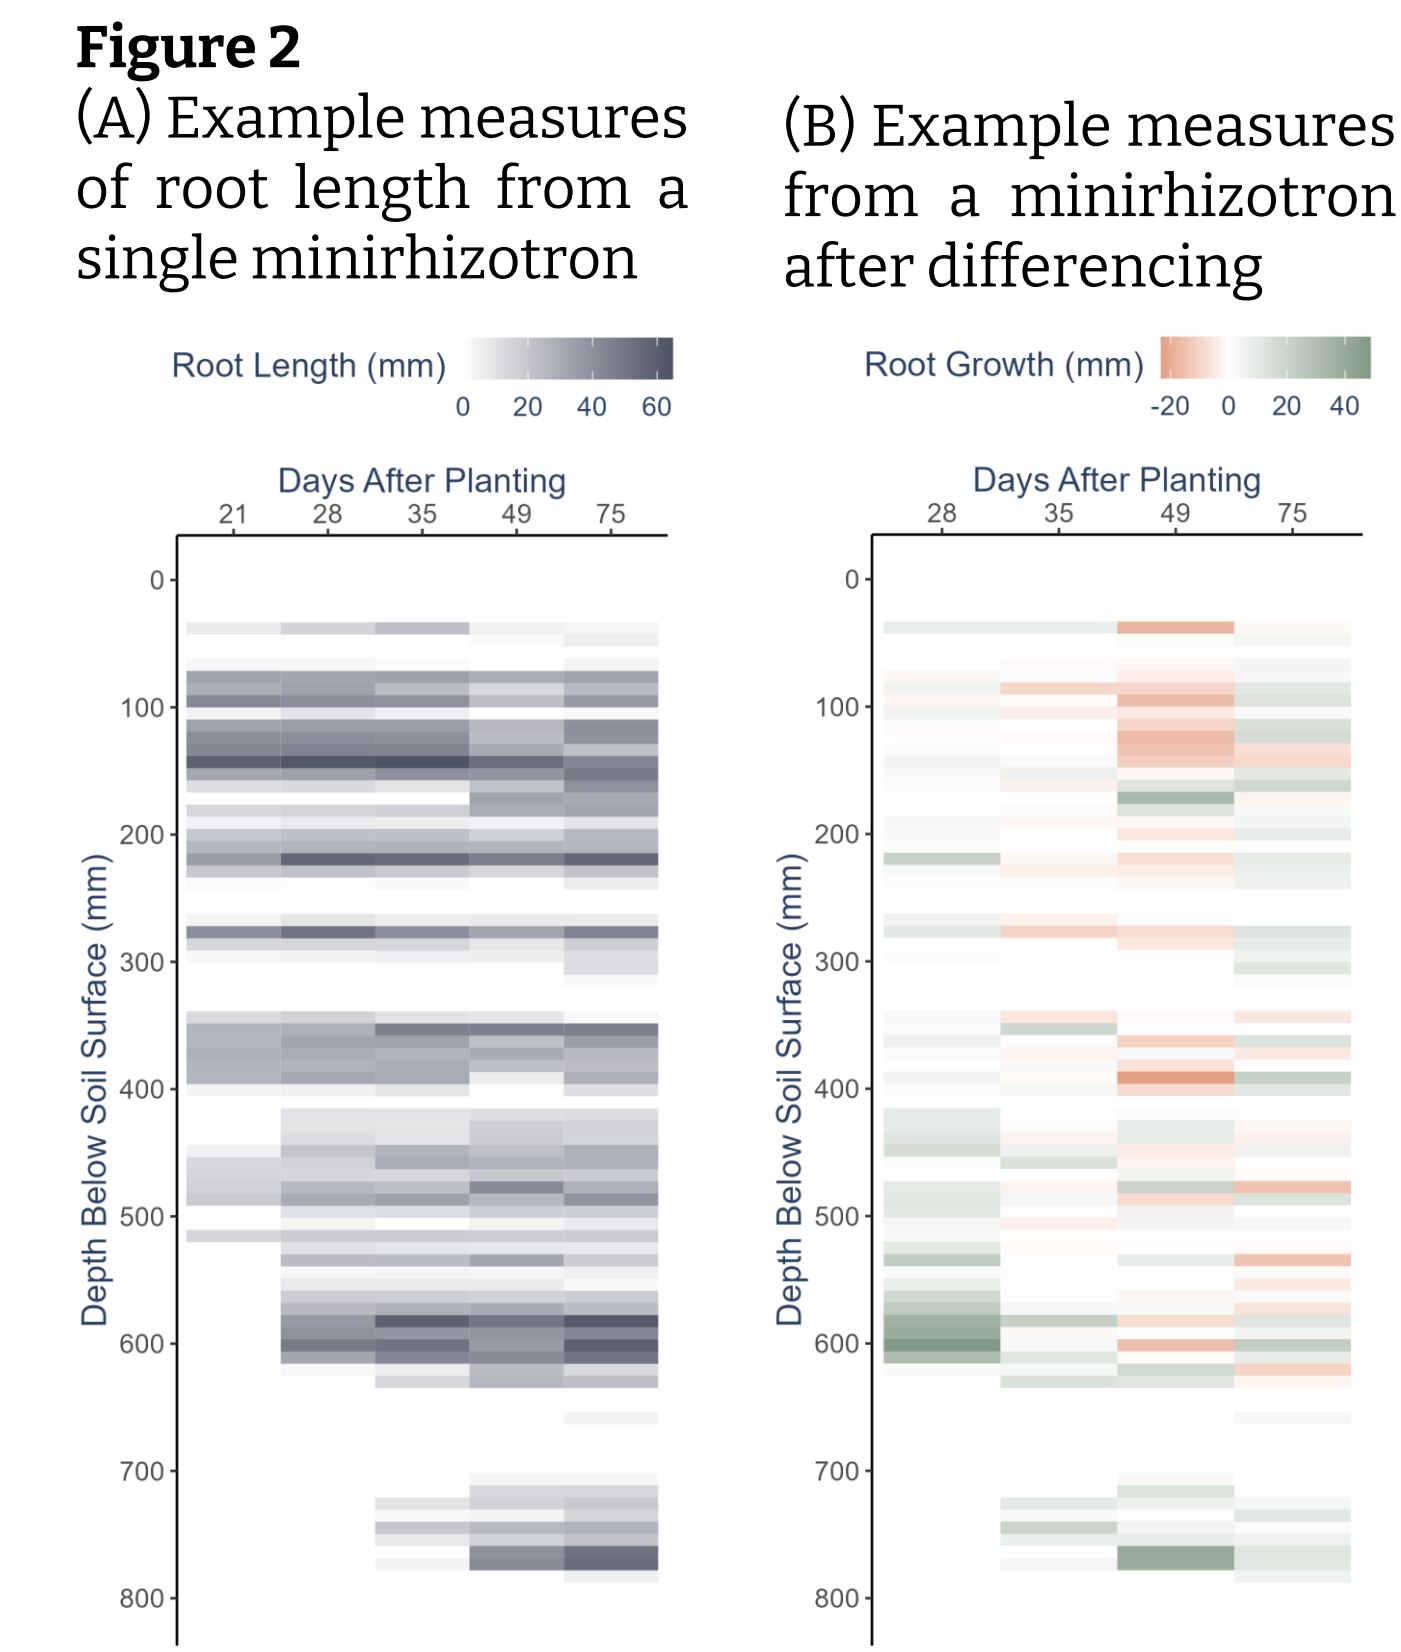 Figure 2
(A) Example measures
of root length from a
single minirhizotron
Root Length (mm)
0 20 40 60
Days After Planting
21 28 35 49 75
Depth Below Soil Surface (mm)
0
100
200
300
400
500
600
700
800
(B) Example measures
from a minirhizotron
after differencing
Root Growth (mm)
-20 0 20 40
Days After Planting
28 35 49 75
Depth Below Soil Surface (mm)
0
100
200
300
400
500
600
700
800